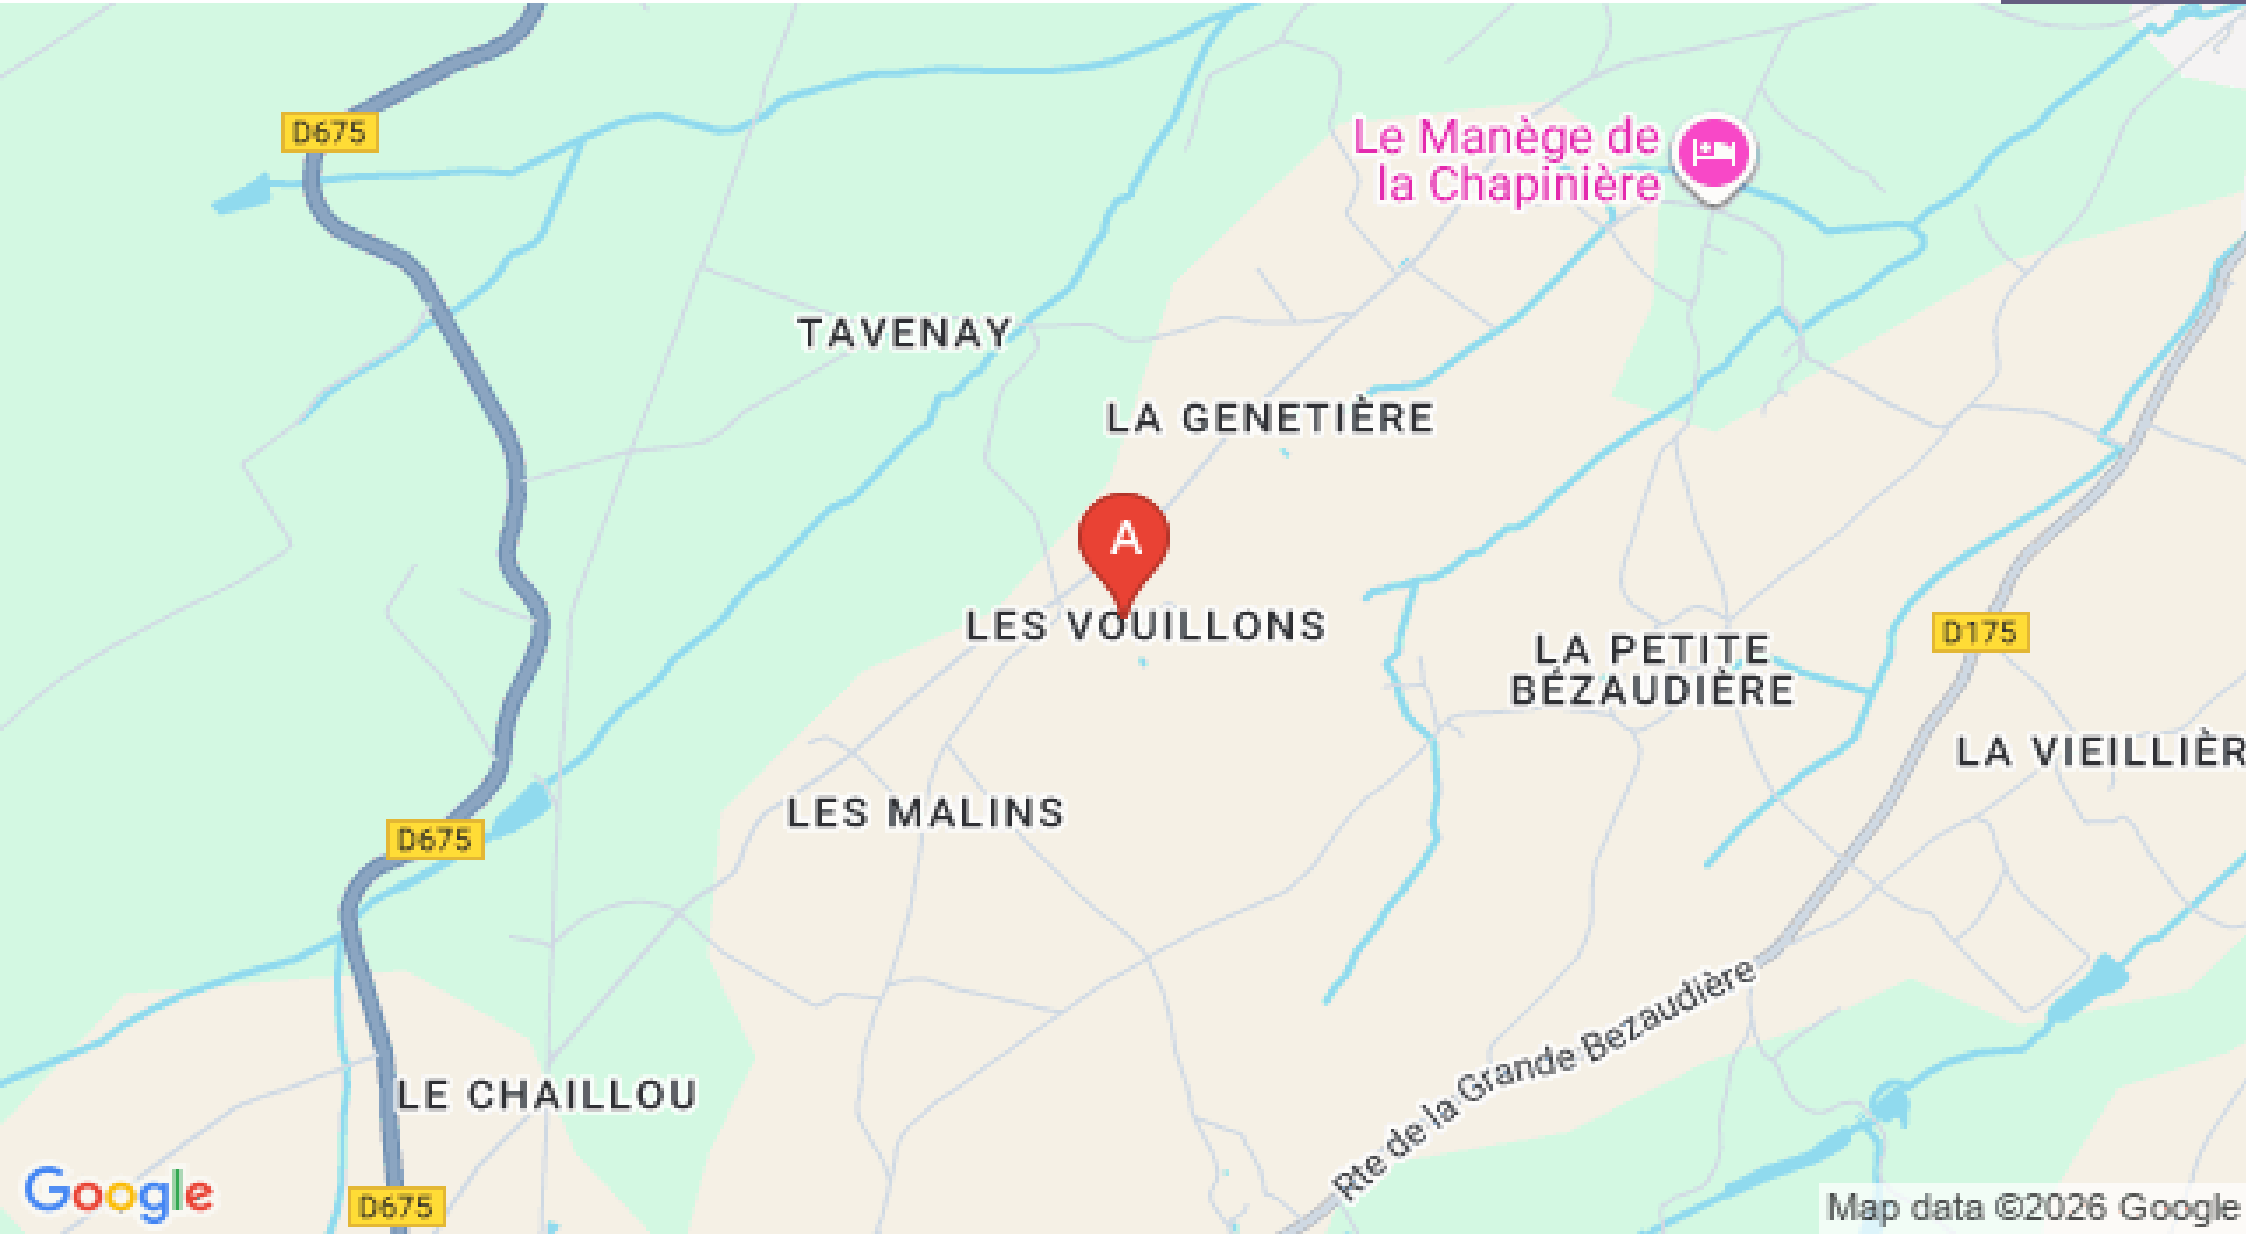 D675
Le Manège de
la Chapinière
TAVENAY
LA GENETIÈRE
A
LES VOUILLONS
D175
LA PETITE
BÉZAUDIÈRE
LA VIEILLIÈR
LES MALINS
D675
Rte de la Grande Bezaudière
LE CHAILLOU
Google
D675
Map data ©2026 Google